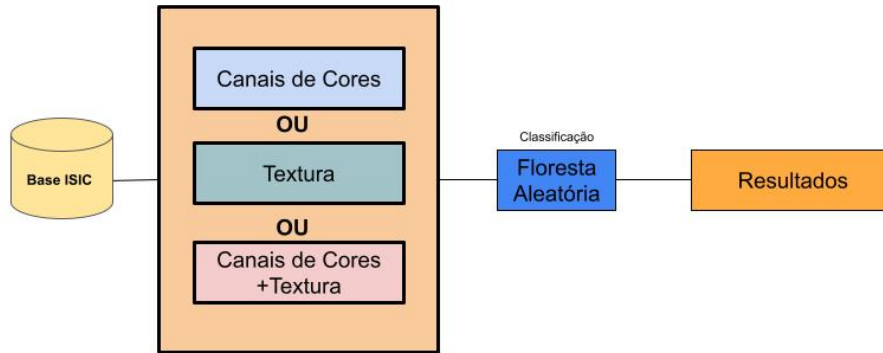 Canais de Cores
OU
Base ISIC
Textura
OU
Canais de Cores
+Textura
Classificação
Floresta
Aleatória
Resultados